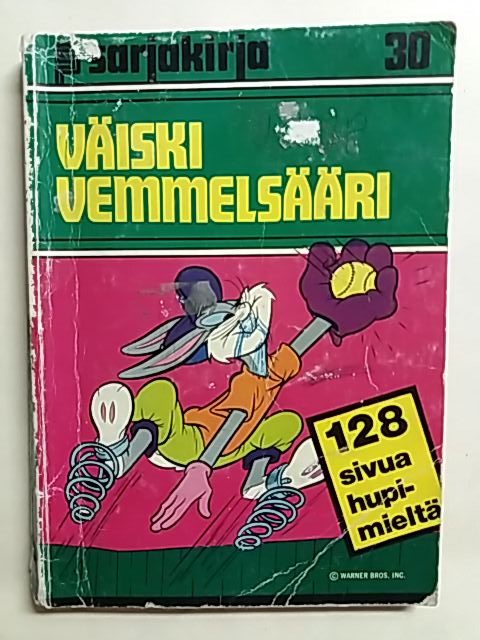 sarjakirja 30
VÄISKI
VEMMELSÄÄRI
128
sivua
hupi-
mieltä
© WARNER BROS. INC.